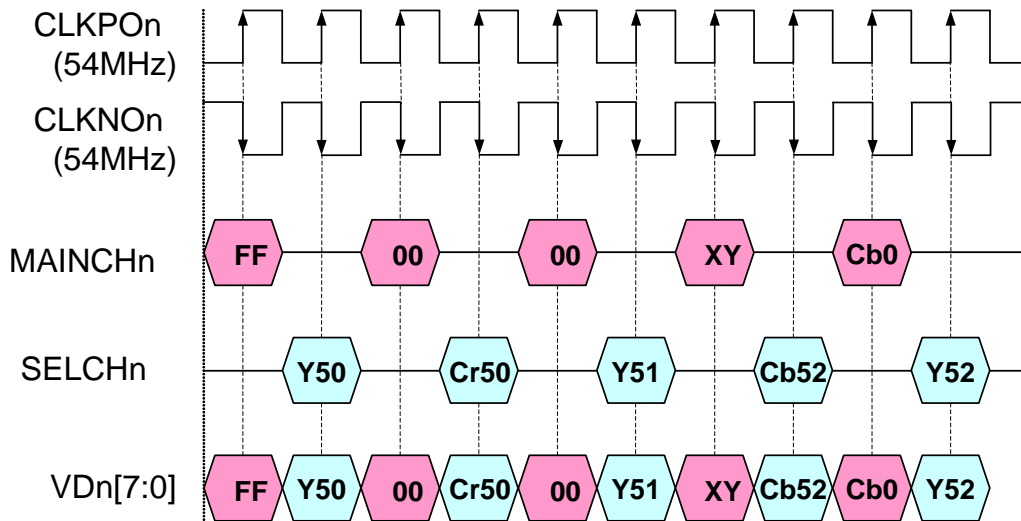 CLKPOn
(54MHz)
CLKNOn
(54MHz)
MAINCHn FF 00 00 XY Cb0
SELCHn Y50 Cr50 Y51 Cb52 Y52
VDn[7:0] FF Y50 00 Cr50 00 Y51 XY Cb52 Cb0 Y52